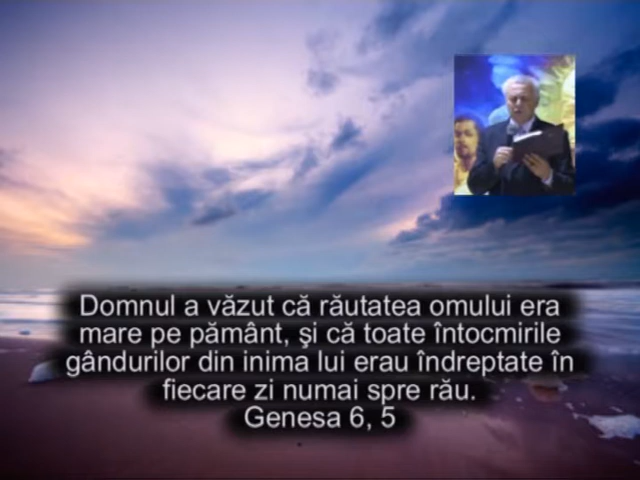 Domnul a văzut că răutatea omului era
mare pe pământ, şi că toate întocmirile
gândurilor din inima lui erau îndreptate în
fiecare zi numai spre rău.
Genesa 6, 5